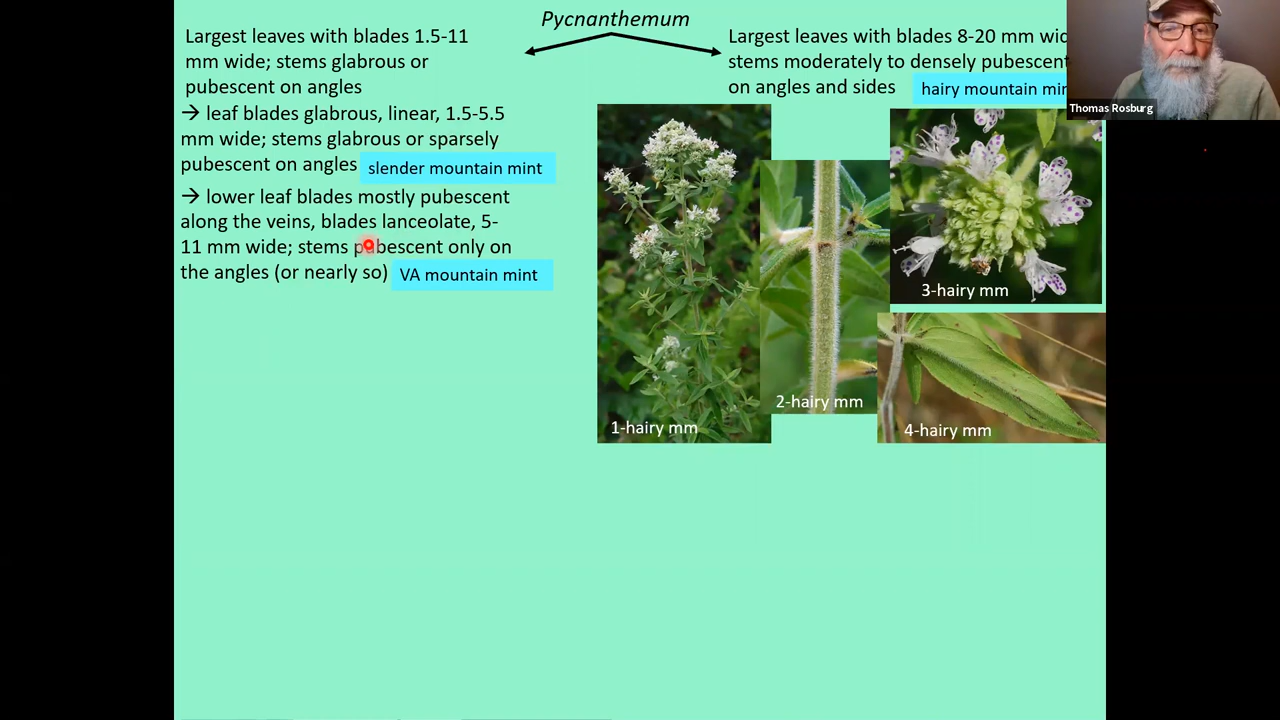 Pycnanthemum
Largest leaves with blades 1.5-11
mm wide; stems glabrous or
pubescent on angles
→ leaf blades glabrous, linear, 1.5-5.5
mm wide; stems glabrous or sparsely
pubescent on angles
slender mountain mint
→ lower leaf blades mostly pubescent
along the veins, blades lanceolate, 5-
11 mm wide; stems pubescent only on
the angles (or nearly so)
VA mountain mint
Largest leaves with blades 8-20 mm
stems moderately to densely pubescent
on angles and sides
hairy mountain
1-hairy mm
2-hairy mm
3-hairy mm
4-hairy mm
Thomas Rosburg